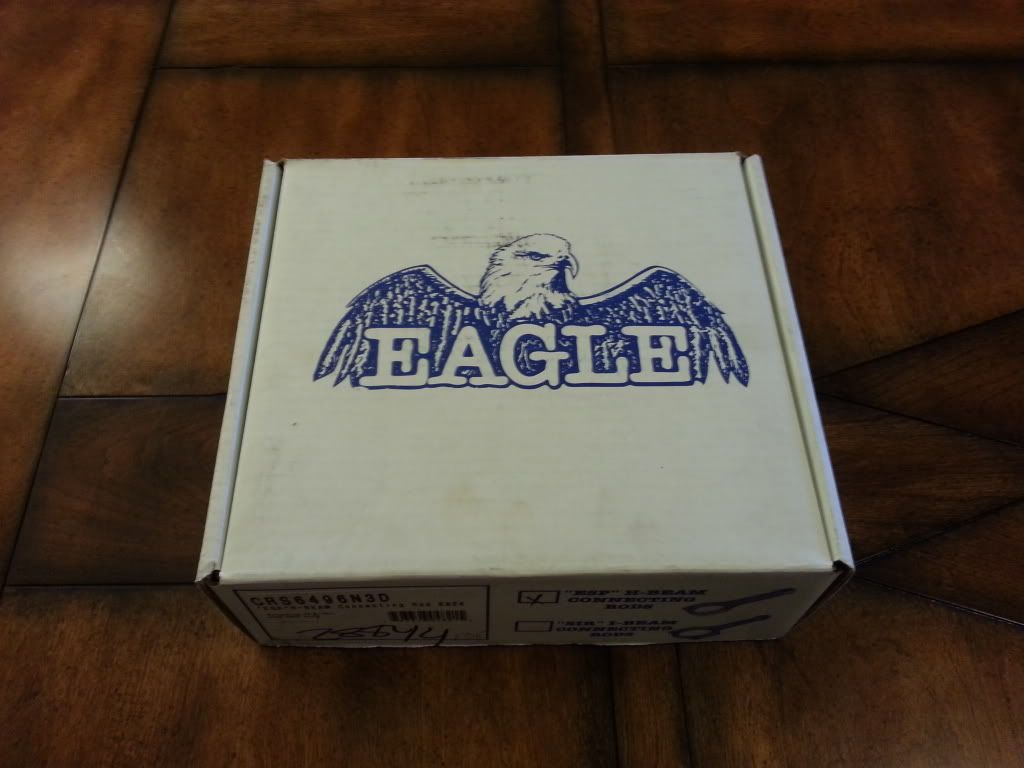 EAGLE
CRS6496N3D
"ESP" H-BEAM
CONNECTING
RODS
"SIR" I-BEAM
CONNECTING
RODS